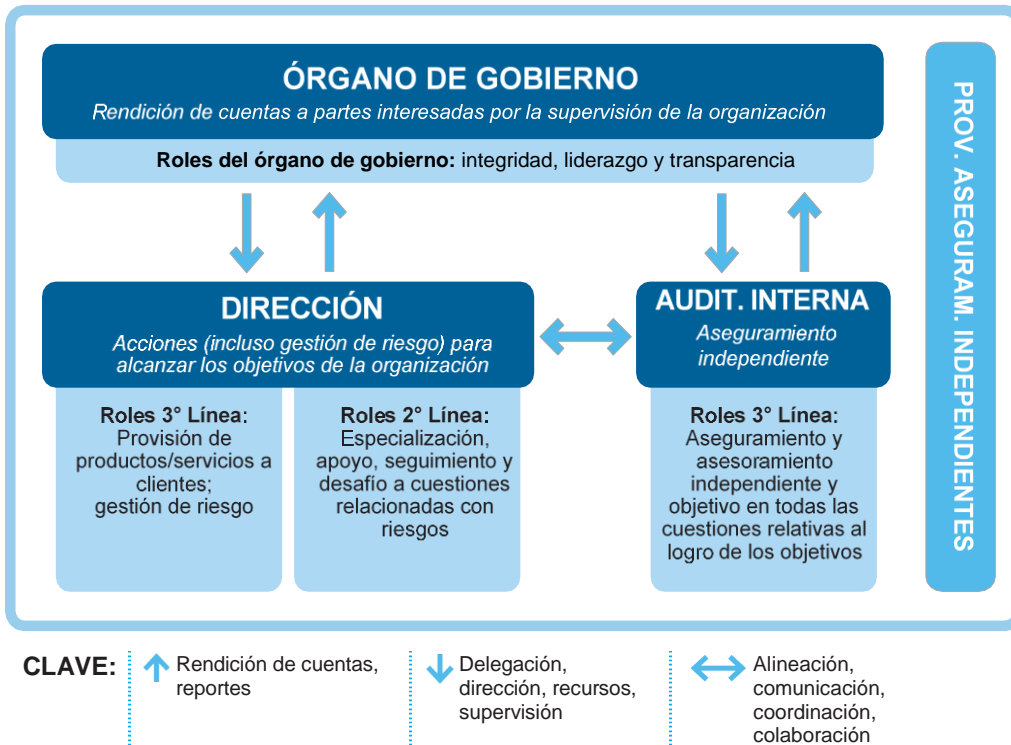 ÓRGANO DE GOBIERNO
Rendición de cuentas a partes interesadas por la supervisión de la organización
Roles del órgano de gobierno: integridad, liderazgo y transparencia
DIRECCIÓN
Acciones (incluso gestión de riesgo) para
alcanzar los objetivos de la organización
Roles 3° Línea:
Provisión de
productos/servicios a
clientes;
gestión de riesgo
Roles 2° Línea:
Especialización,
apoyo, seguimiento y
desafío a cuestiones
relacionadas con
riesgos
AUDIT. INTERNA
Aseguramiento
independiente
Roles 3° Línea:
Aseguramiento y
asesoramiento
independiente y
objetivo en todas las
cuestiones relativas al
logro de los objetivos
PROV. ASEGURAM. INDEPENDIENTES
CLAVE:
Rendición de cuentas,
reportes
Delegación,
dirección, recursos,
supervisión
Alineación,
comunicación,
coordinación,
colaboración